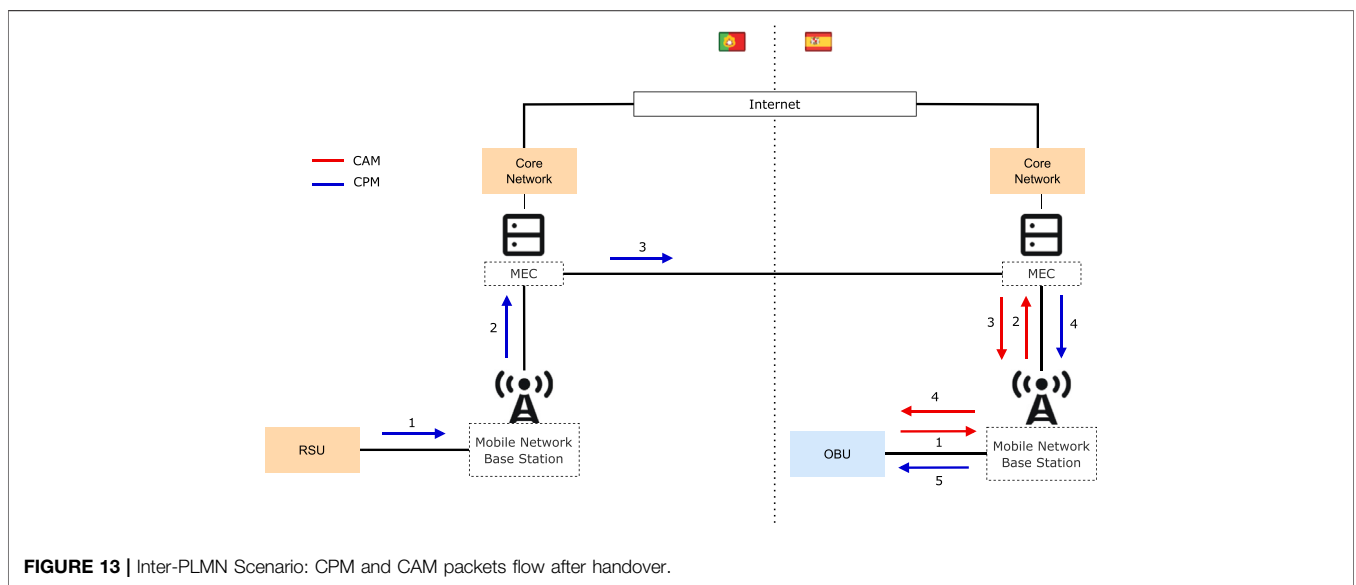 Internet
CAM
CPM
Core
Network
Core
Network
3
MEC
MEC
2
3
2
4
4
1
RSU
Mobile Network
Base Station
OBU
1
5
Mobile Network
Base Station
FIGURE 13 | Inter-PLMN Scenario: CPM and CAM packets flow after handover.